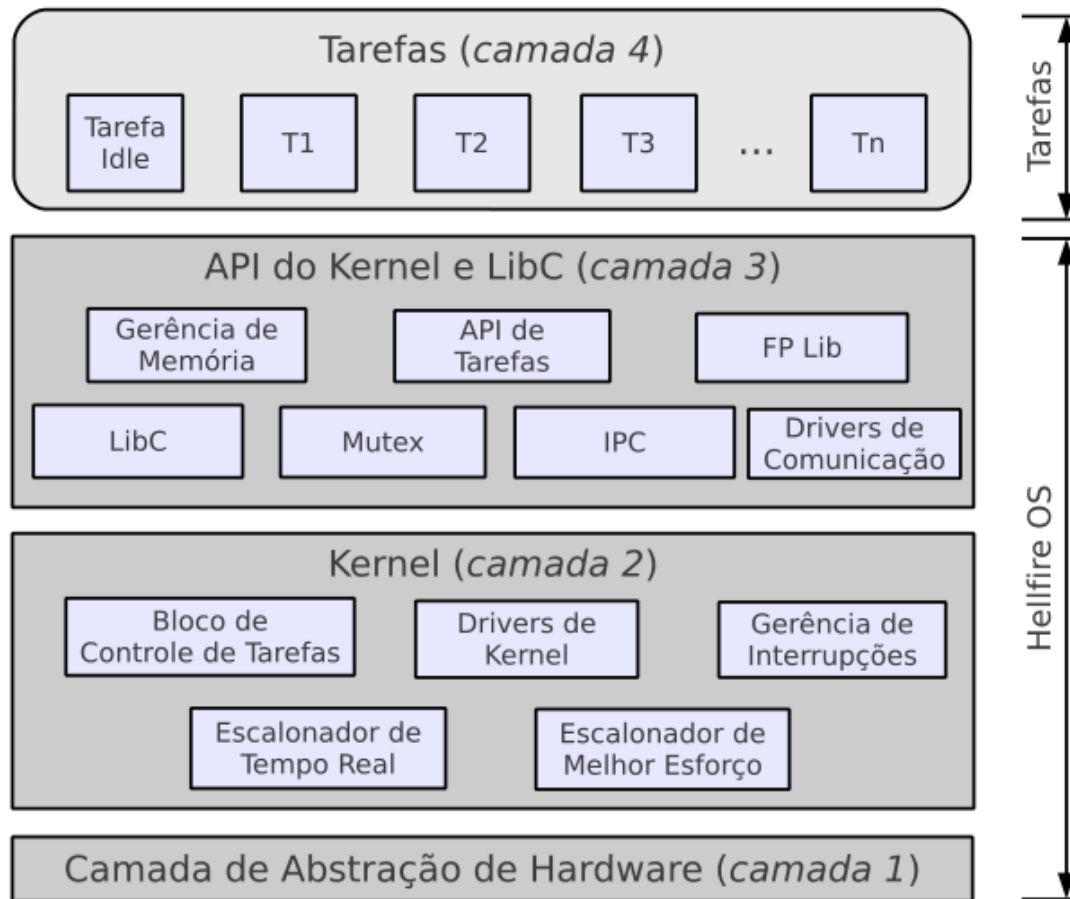 Tarefas (camada 4)
Tarefa
Idle
T1
T2
T3
...
Tn
Tarefas
API do Kernel e LibC (camada 3)
Gerência de
Memória
API de
Tarefas
FP Lib
LibC
Mutex
IPC
Drivers de
Comunicação
Kernel (camada 2)
Bloco de
Controle de Tarefas
Drivers de
Kernel
Gerência de
Interrupções
Escalonador de
Tempo Real
Escalonador de
Melhor Esforço
Camada de Abstração de Hardware (camada 1)
Hellfire OS